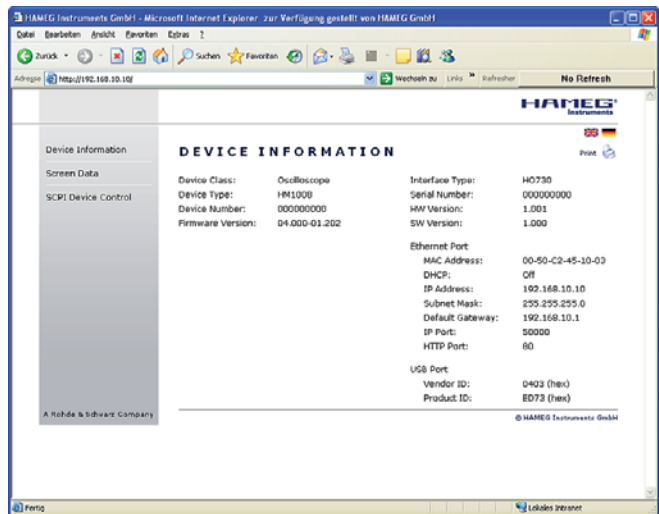 HAMEG Instruments GmbH - Microsoft Internet Explorer zur Verfügung gestellt von HAMEG GmbH
Datei Bearbeiten Ansicht Favoriten Extras ?
Zurück Suchen Favoriten
Adresse http://192.168.10.10/ Wechseln zu Links » Refresher No Refresh
HAMEG
Instruments
Print
Device Information
Screen Data
SCPI Device Control
DEVICE INFORMATION
Device Class: Oscilloscope
Device Type: HM1008
Device Number: 000000000
Firmware Version: 04.000-01.202
Interface Type: HO730
Serial Number: 000000000
HW Version: 1.001
SW Version: 1.000
Ethernet Port
MAC Address: 00-50-C2-45-10-03
DHCP: Off
IP Address: 192.168.10.10
Subnet Mask: 255.255.255.0
Default Gateway: 192.168.10.1
IP Port: 50000
HTTP Port: 80
USB Port
Vendor ID: 0403 (hex)
Product ID: ED73 (hex)
A Rohde & Schwarz Company
© HAMEG Instruments GmbH
Fertig Lokales Intranet